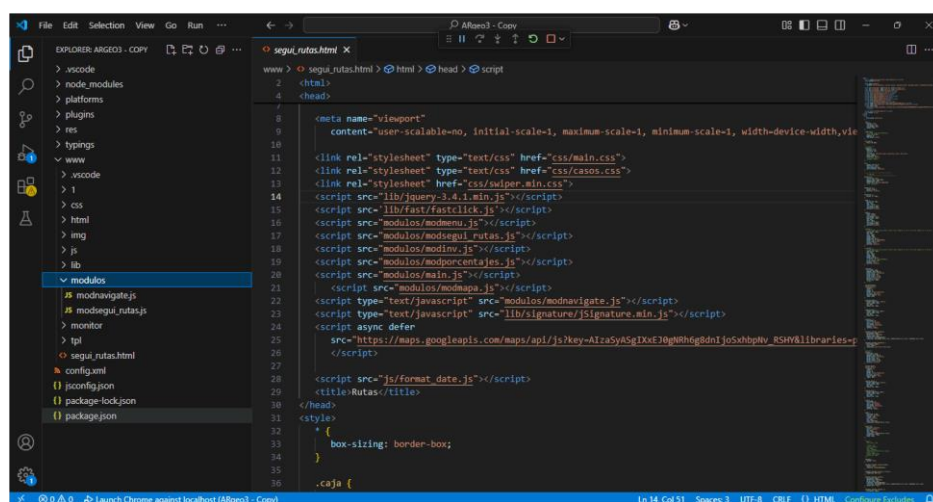 File Edit Selection View Go Run ...
ARgeo3 - Copy
EXPLORER: ARGEO3 - COPY
> .vscode
> node_modules
> platforms
> plugins
> res
> typings
v www
> .vscode
> 1
> css
> html
> img
> js
> lib
v modulos
JS modnavigate.js
JS modsegui_rutas.js
> monitor
> tpl
<> segui_rutas.html
config.xml
{} jsconfig.json
{} package-lock.json
{} package.json
<> segui_rutas.html X
www > <> segui_rutas.html > html > head > script
2 <html>
4 <head>
7
8 <meta name="viewport"
9 content="user-scalable=no, initial-scale=1, maximum-scale=1, minimum-scale=1, width=device-width,vie
10
11 <link rel="stylesheet" type="text/css" href="css/main.css">
12 <link rel="stylesheet" type="text/css" href="css/casos.css">
13 <link rel="stylesheet" href="css/swiper.min.css">
14 <script src="lib/jquery-3.4.1.min.js"></script>
15 <script src='lib/fast/fastclick.js'></script>
16 <script src="modulos/modmenu.js"></script>
17 <script src="modulos/modsegui_rutas.js"></script>
18 <script src="modulos/modinv.js"></script>
19 <script src="modulos/modporcentajes.js"></script>
20 <script src="modulos/main.js"></script>
21 <script src="modulos/modmapa.js"></script>
22 <script type="text/javascript" src="modulos/modnavigate.js"></script>
23 <script type="text/javascript" src="lib/signature/jSignature.min.js"></script>
24 <script async defer
25 src="https://maps.googleapis.com/maps/api/js?key=
26 </script>
27
28 <script src="js/format_date.js"></script>
29 <title>Rutas</title>
30 </head>
31 <style>
32 * {
33 box-sizing: border-box;
34 }
35
36 .caja {
0 0 Launch Chrome against localhost (ARgeo3 - Copy)
Ln 14, Col 51 Spaces: 3 UTF-8 CRLF {} HTML Configure Excludes